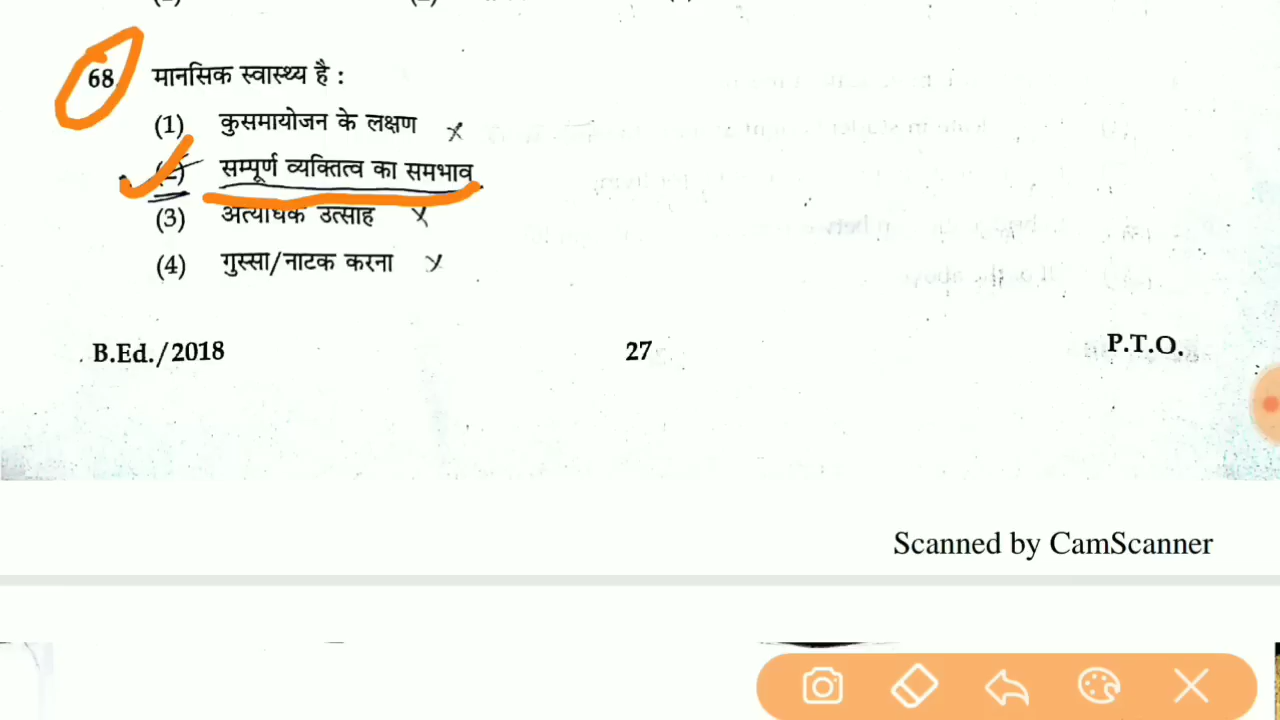 68. मानसिक स्वास्थ्य है :
(1) कुसमायोजन के लक्षण
(2) सम्पूर्ण व्यक्तित्व का समभाव
(3) अत्यधिक उत्साह
(4) गुस्सा/नाटक करना
B.Ed./2018 27 P.T.O.
Scanned by CamScanner